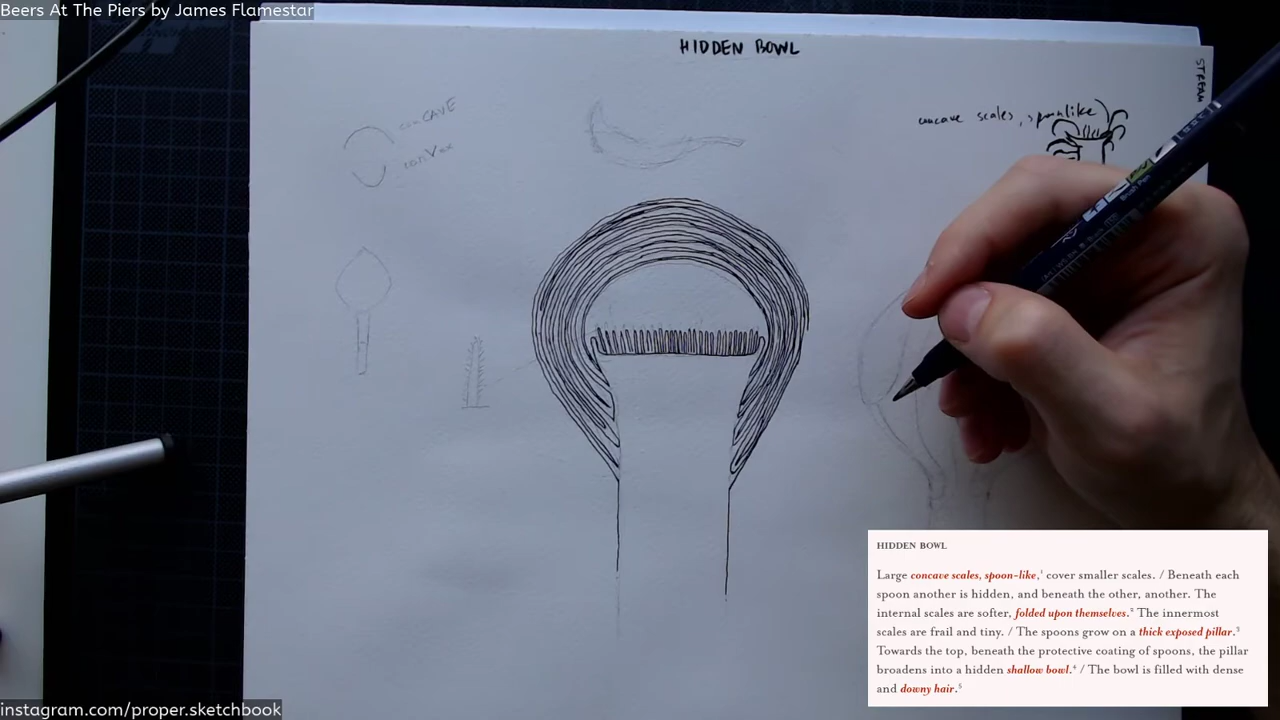 Beers At The Piers by James Flamestar
HIDDEN BOWL
STREAM
conCAVE
conVex
concave scales, spoonlike
Brush Pen
HIDDEN BOWL
Large concave scales, spoon-like,¹ cover smaller scales. / Beneath each
spoon another is hidden, and beneath the other, another. The
internal scales are softer, folded upon themselves.² The innermost
scales are frail and tiny. / The spoons grow on a thick exposed pillar.³
Towards the top, beneath the protective coating of spoons, the pillar
broadens into a hidden shallow bowl.⁴ / The bowl is filled with dense
and downy hair.⁵
instagram.com/proper.sketchbook